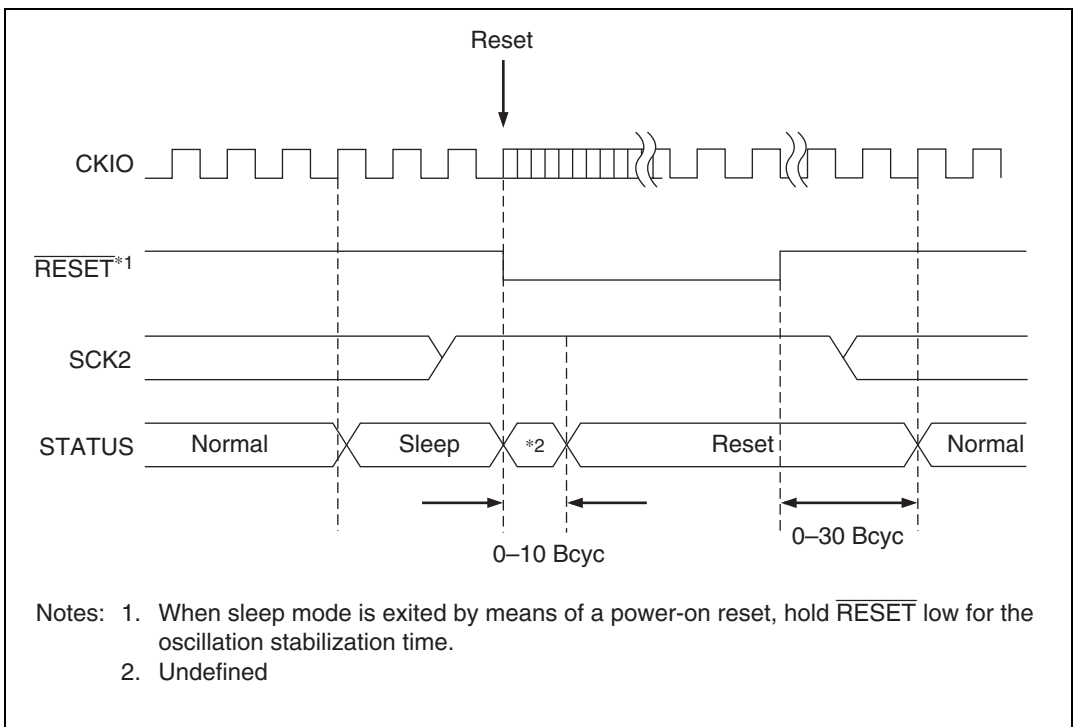 Reset
CKIO
RESET*1
SCK2
STATUS Normal Sleep *2 Reset Normal
0–10 Bcyc
0–30 Bcyc
Notes: 1. When sleep mode is exited by means of a power-on reset, hold RESET low for the
oscillation stabilization time.
2. Undefined